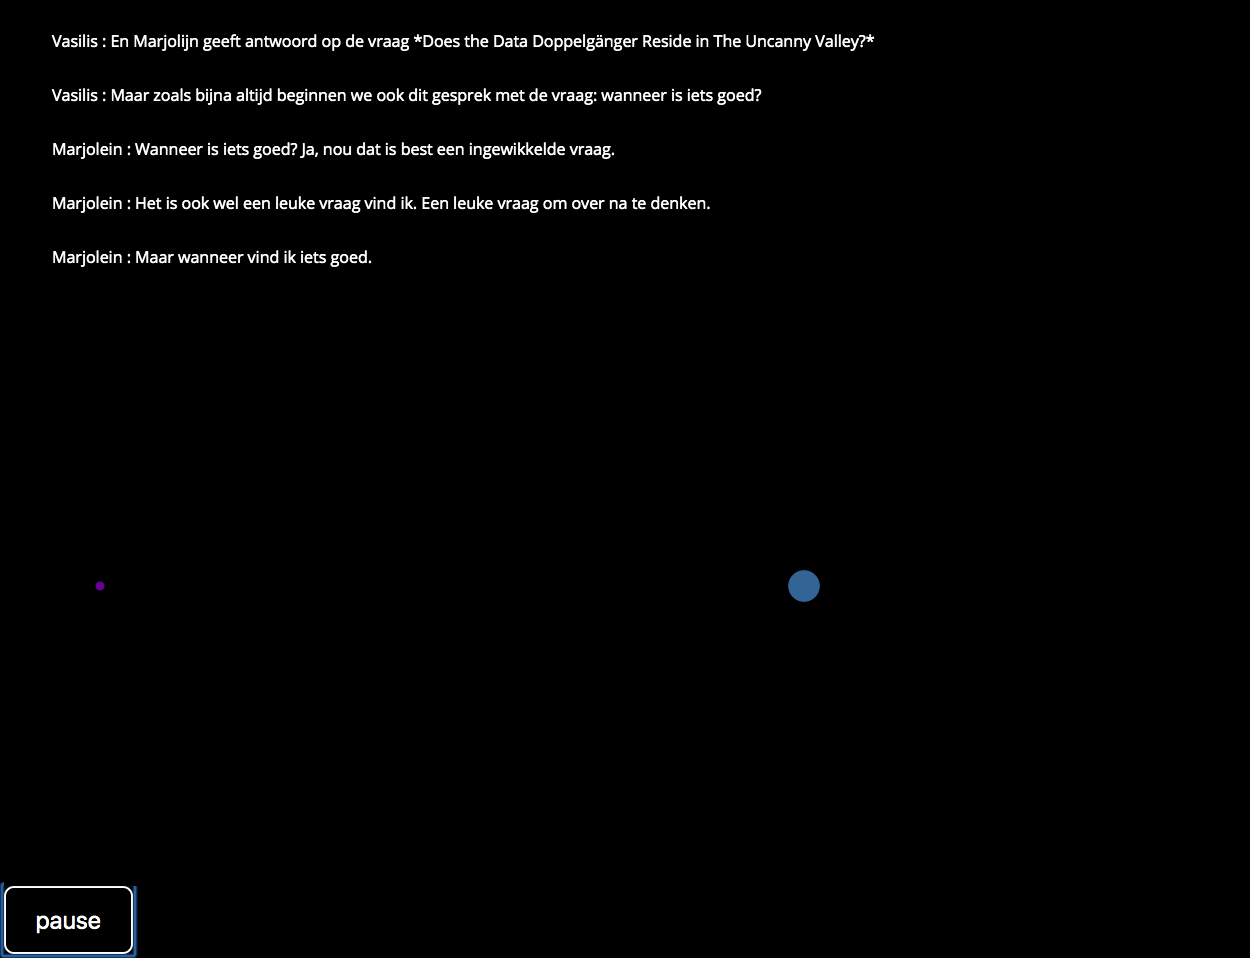 Vasilis : En Marjolijn geeft antwoord op de vraag *Does the Data Doppelgänger Reside in The Uncanny Valley?*
Vasilis : Maar zoals bijna altijd beginnen we ook dit gesprek met de vraag: wanneer is iets goed?
Marjolein : Wanneer is iets goed? Ja, nou dat is best een ingewikkelde vraag.
Marjolein : Het is ook wel een leuke vraag vind ik. Een leuke vraag om over na te denken.
Marjolein : Maar wanneer vind ik iets goed.
pause